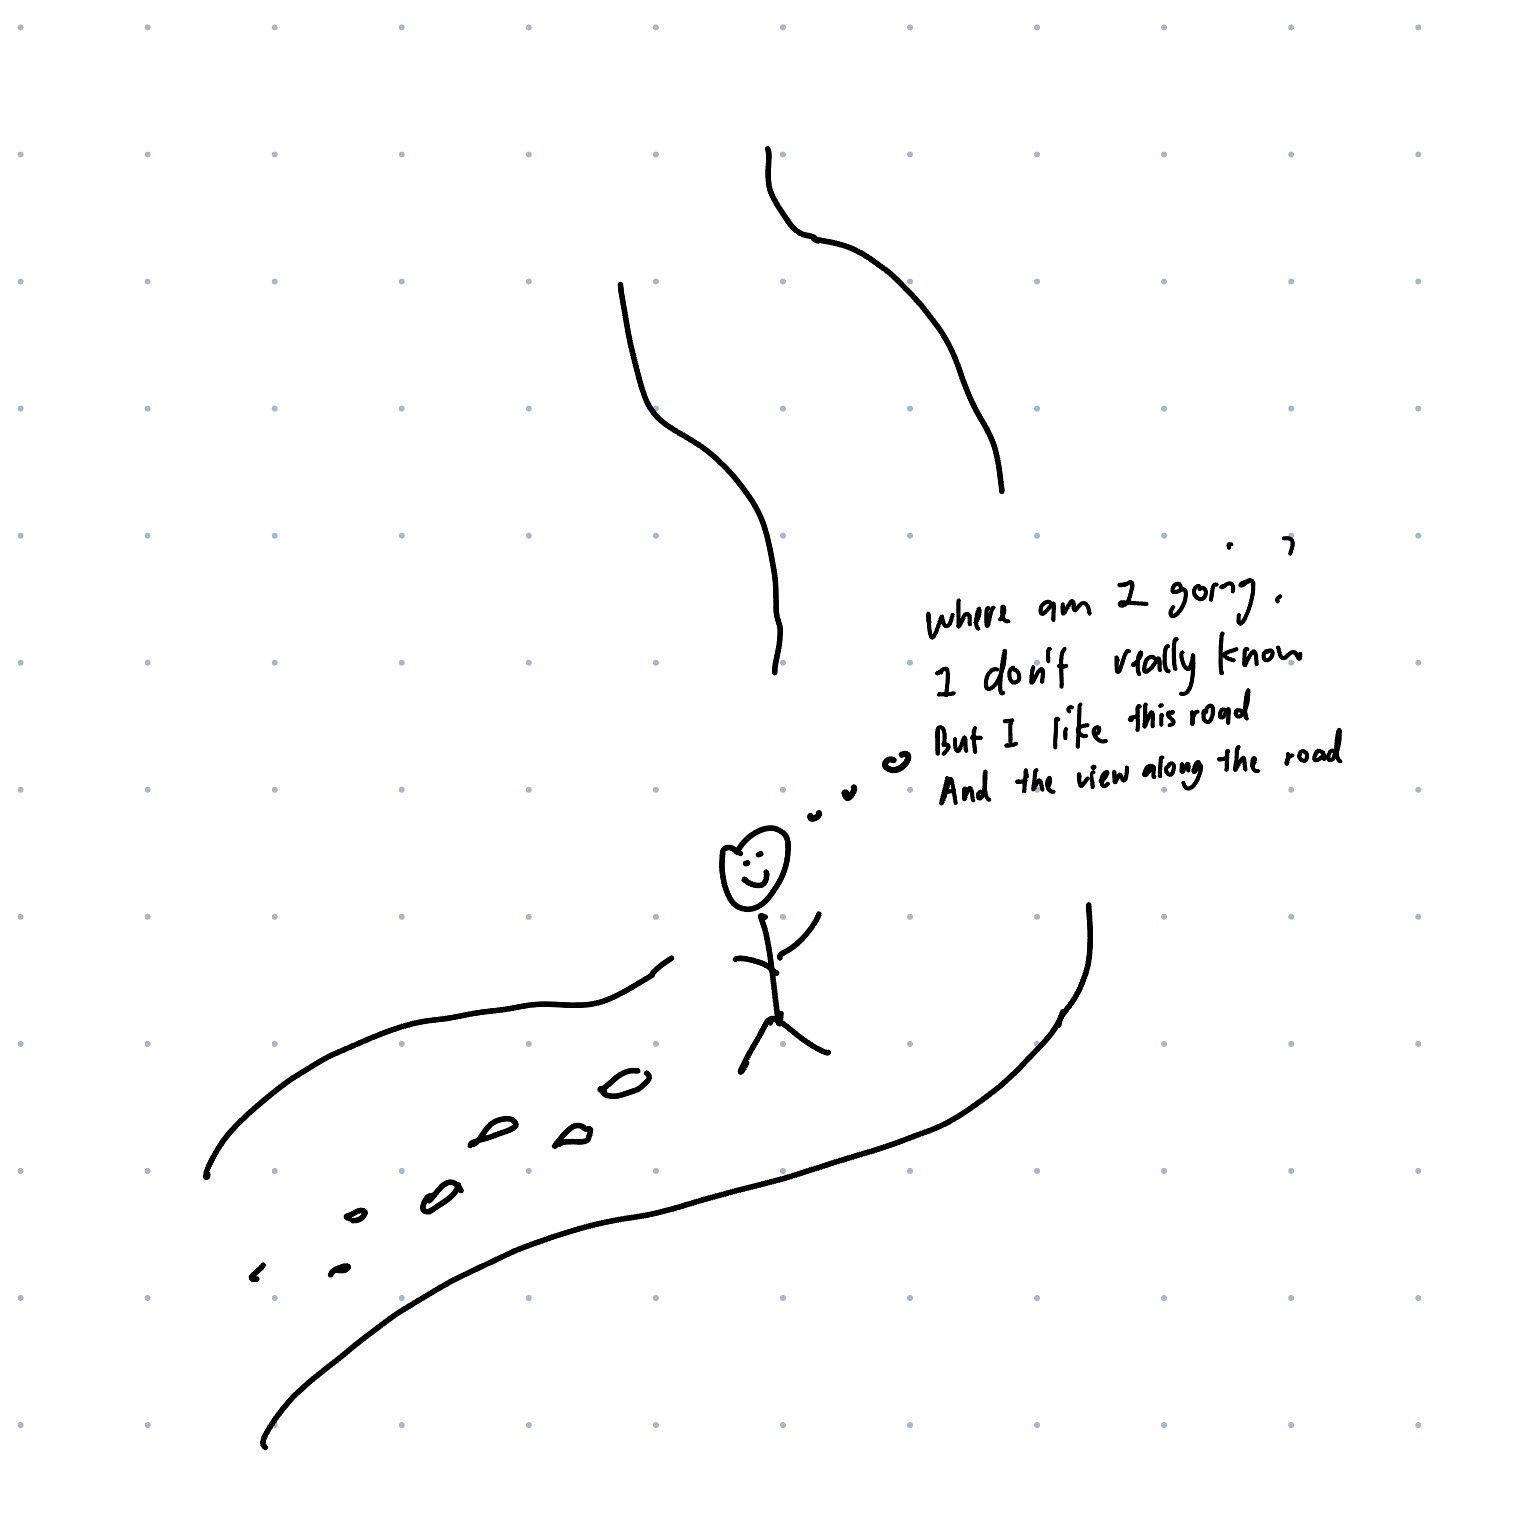 Where am I going?
I don't really know
But I like this road
And the view along the road